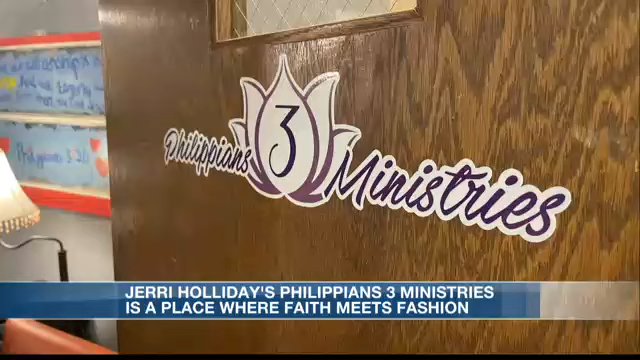 Philippians 3 Ministries
Philippians 3:20
JERRI HOLLIDAY'S PHILIPPIANS 3 MINISTRIES
IS A PLACE WHERE FAITH MEETS FASHION